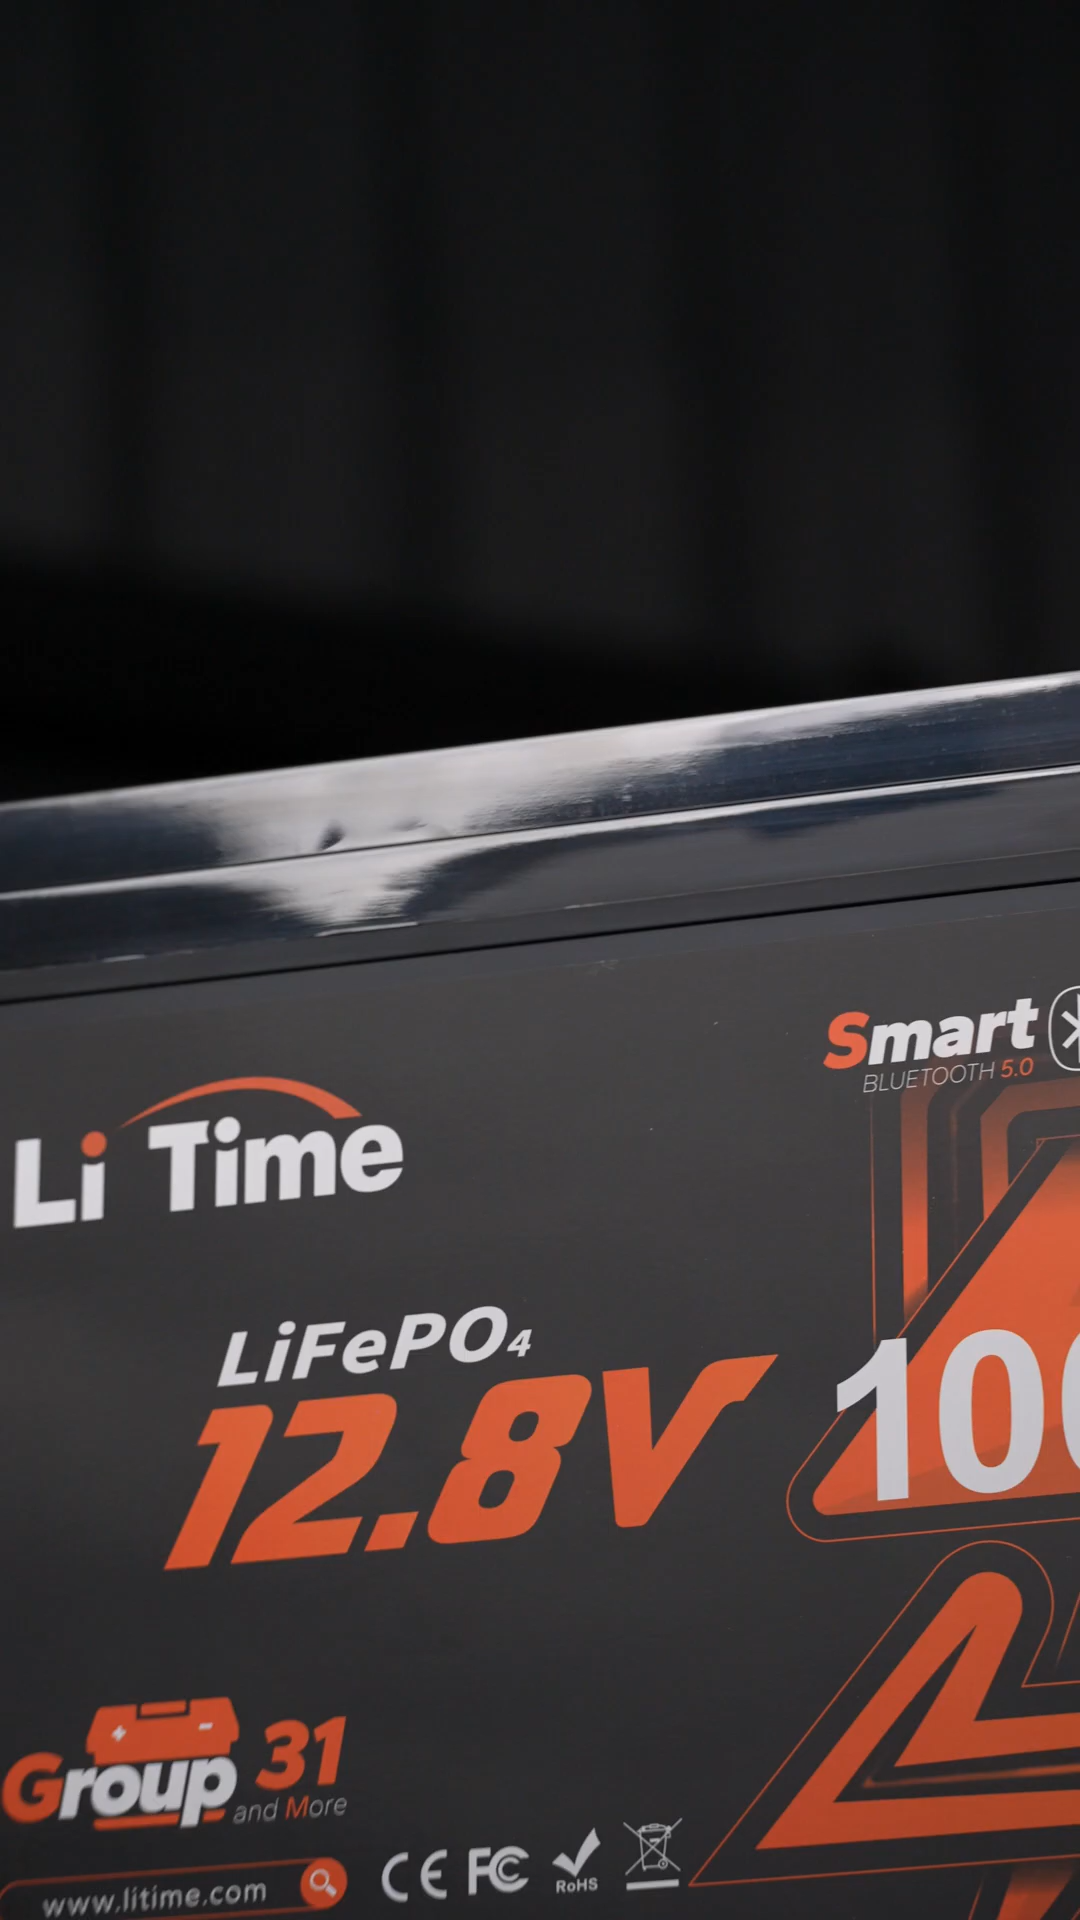 Smart
BLUETOOTH 5.0
Li Time
LiFePO4
12.8V
100
Group 31
and More
www.litime.com
CE FC RoHS